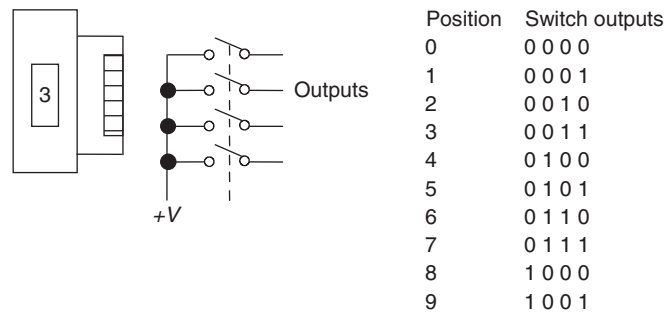 3
Outputs
+V
Position Switch outputs
0 0 0 0 0
1 0 0 0 1
2 0 0 1 0
3 0 0 1 1
4 0 1 0 0
5 0 1 0 1
6 0 1 1 0
7 0 1 1 1
8 1 0 0 0
9 1 0 0 1